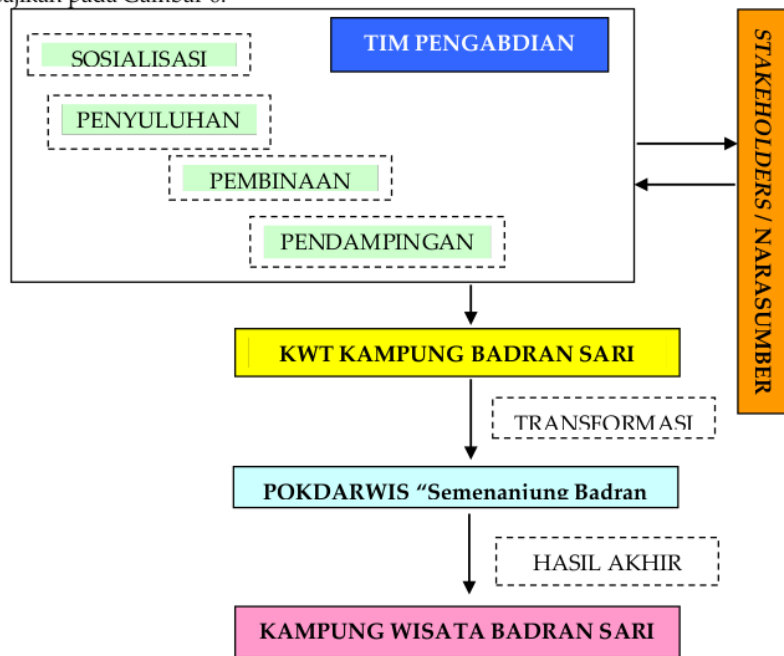 SOSIALISASI
TIM PENGABDIAN
PENYULUHAN
PEMBINAAN
PENDAMPINGAN
STAKEHOLDERS / NARASUMBER
KWT KAMPUNG BADRAN SARI
TRANSFORMASI
POKDARWIS “Semenanjung Badran
HASIL AKHIR
KAMPUNG WISATA BADRAN SARI